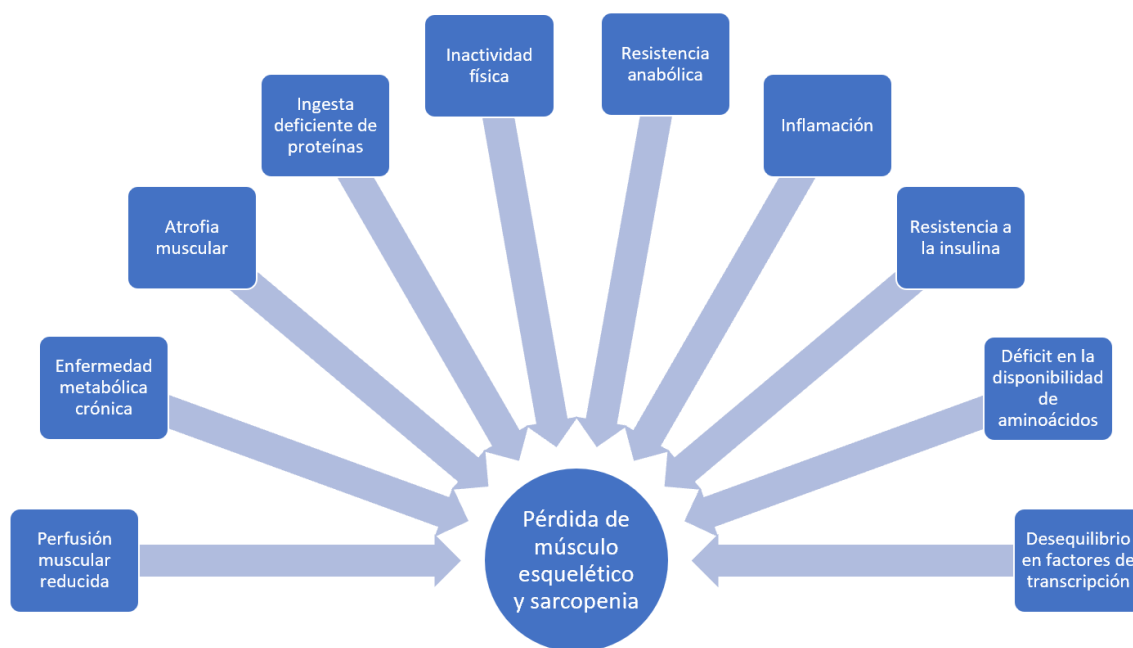 Perfusión
muscular
reducida
Enfermedad
metabólica
crónica
Atrofia
muscular
Ingesta
deficiente de
proteínas
Inactividad
física
Resistencia
anabólica
Inflamación
Resistencia a
la insulina
Déficit en la
disponibilidad
de
aminoácidos
Desequilibrio
en factores de
transcripción
Pérdida de
músculo
esquelético
y sarcopenia